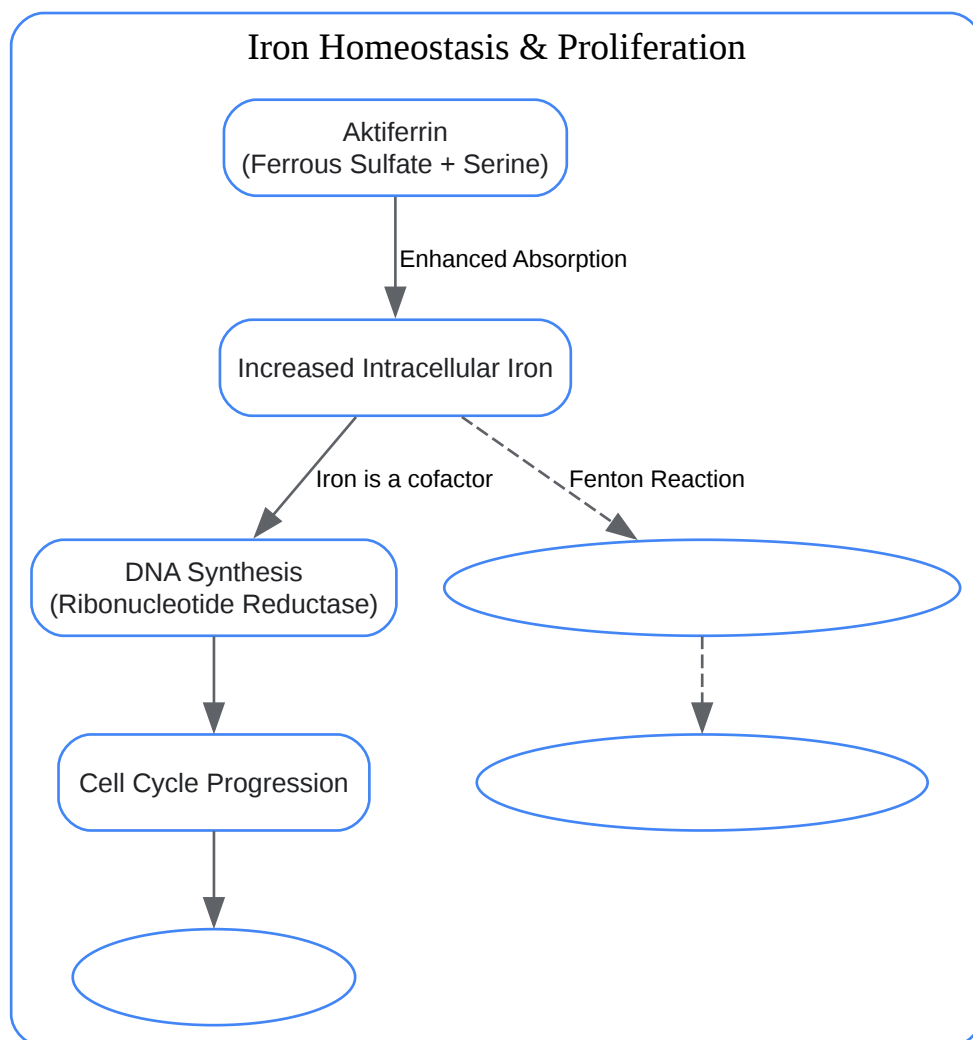 Iron Homeostasis & Proliferation
Aktiferrin
(Ferrous Sulfate + Serine)
Enhanced Absorption
Increased Intracellular Iron
Iron is a cofactor
Fenton Reaction
DNA Synthesis
(Ribonucleotide Reductase)
Cell Cycle Progression